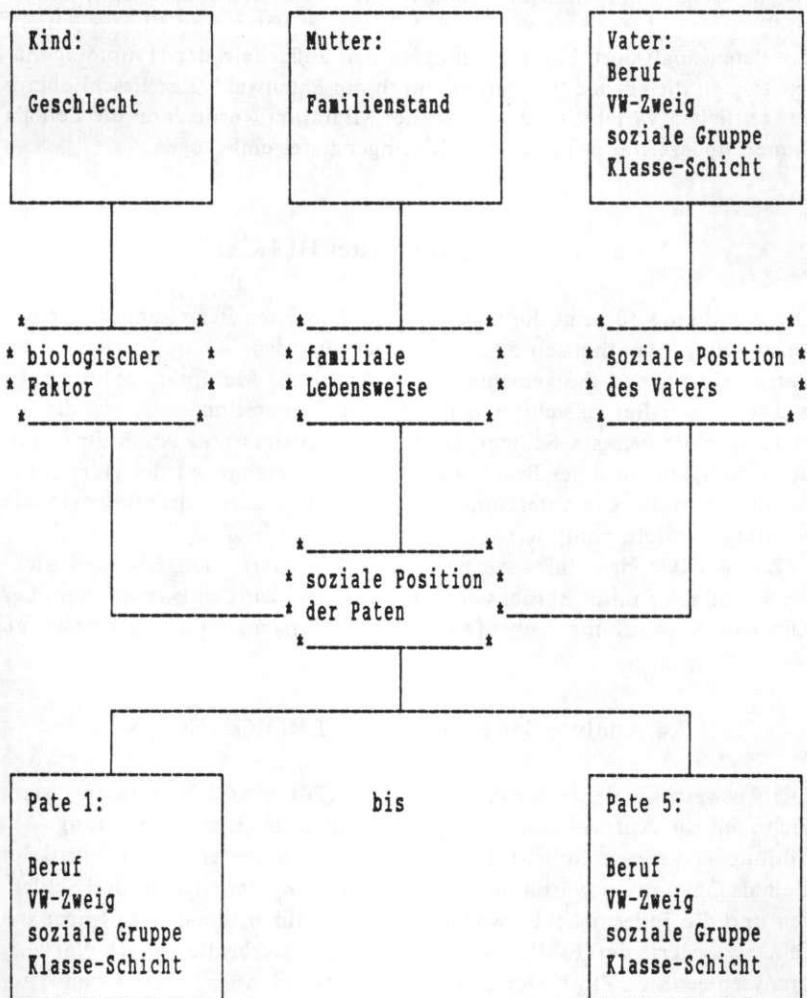 Kind:
Geschlecht
Mutter:
Familienstand
Vater:
Beruf
VW-Zweig
soziale Gruppe
Klasse-Schicht
* biologischer *
* Faktor *
* familiale *
* Lebensweise *
* soziale Position *
* des Vaters *
* soziale Position *
* der Paten *
Pate 1:
Beruf
VW-Zweig
soziale Gruppe
Klasse-Schicht
bis
Pate 5:
Beruf
VW-Zweig
soziale Gruppe
Klasse-Schicht